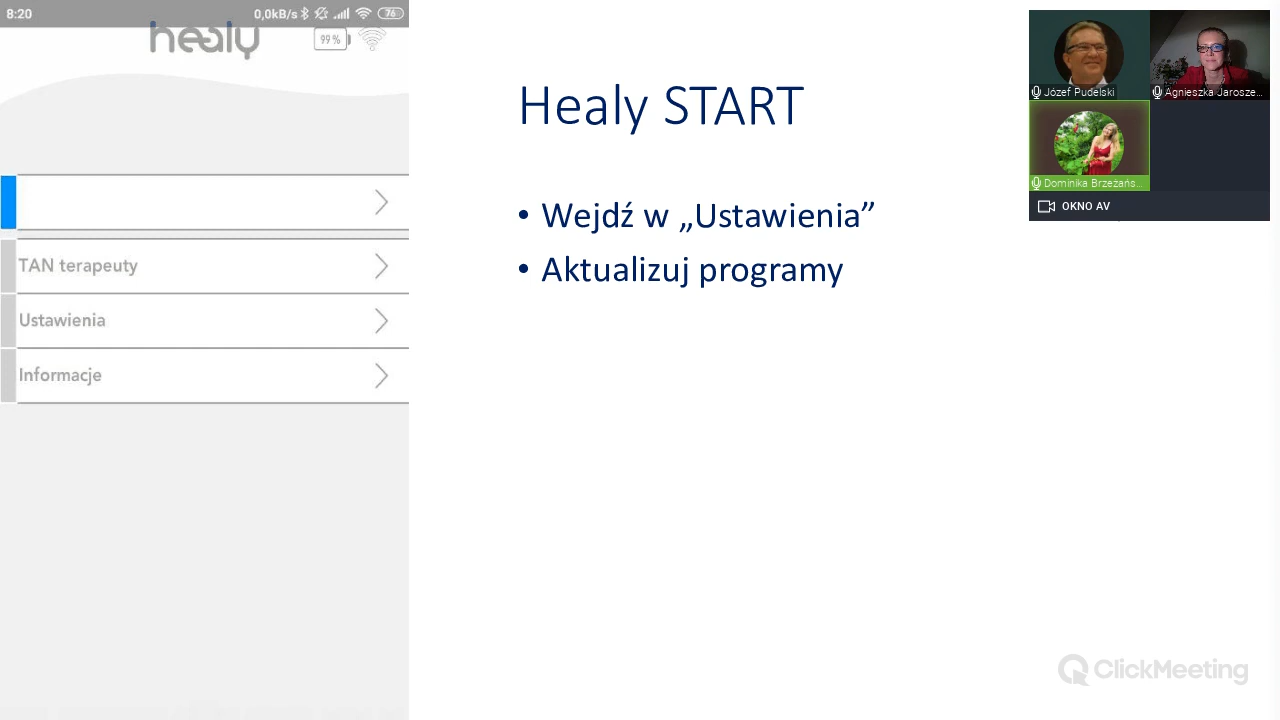 8:20
0,0kB/s
76
healy
99 %
TAN terapeuty
Ustawienia
Informacje
Healy START
• Wejdź w „Ustawienia”
• Aktualizuj programy
Józef Pudelski
Agnieszka Jarosze...
Dominika Brzeżańs...
OKNO AV
ClickMeeting